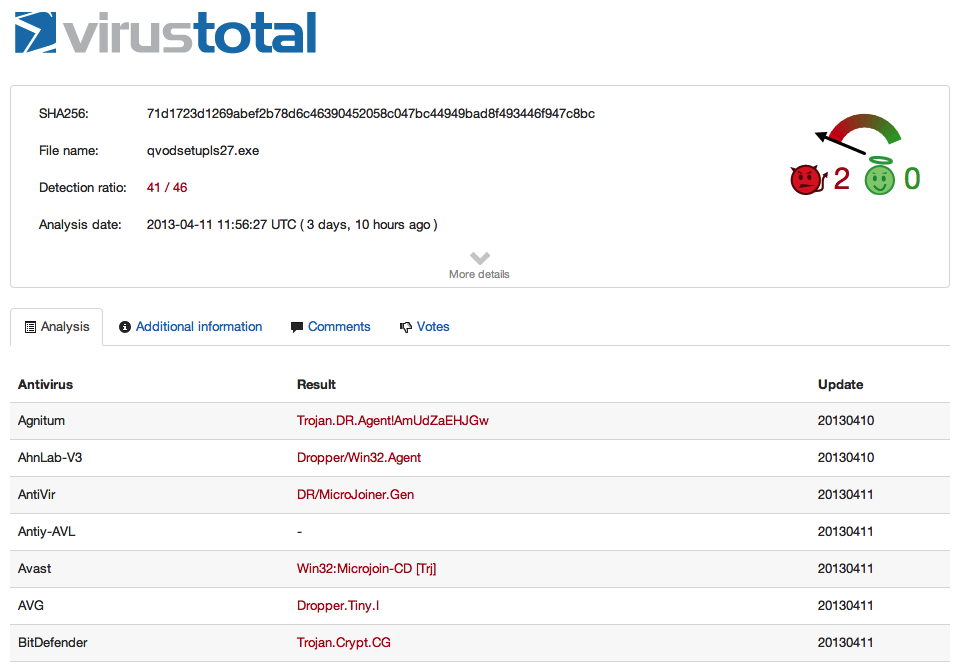 virustotal
SHA256: 71d1723d1269abef2b78d6c46390452058c047bc44949bad8f493446f947c8bc
File name: qvodsetupls27.exe
Detection ratio: 41 / 46
Analysis date: 2013-04-11 11:56:27 UTC ( 3 days, 10 hours ago )
2 0
More details
Analysis Additional information Comments Votes
Antivirus Result Update
Agnitum Trojan.DR.Agent!AmUdZaEHJGw 20130410
AhnLab-V3 Dropper/Win32.Agent 20130410
AntiVir DR/MicroJoiner.Gen 20130411
Antiy-AVL - 20130411
Avast Win32:Microjoin-CD [Trj] 20130411
AVG Dropper.Tiny.I 20130411
BitDefender Trojan.Crypt.CG 20130411